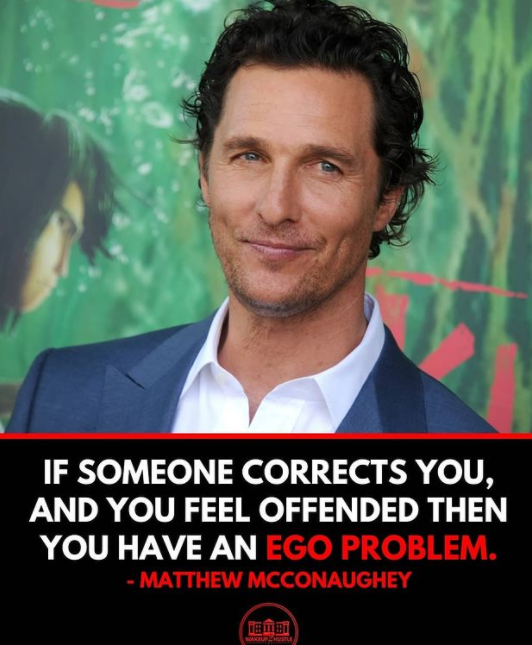 IF SOMEONE CORRECTS YOU,
AND YOU FEEL OFFENDED THEN
YOU HAVE AN EGO PROBLEM.
- MATTHEW MCCONAUGHEY